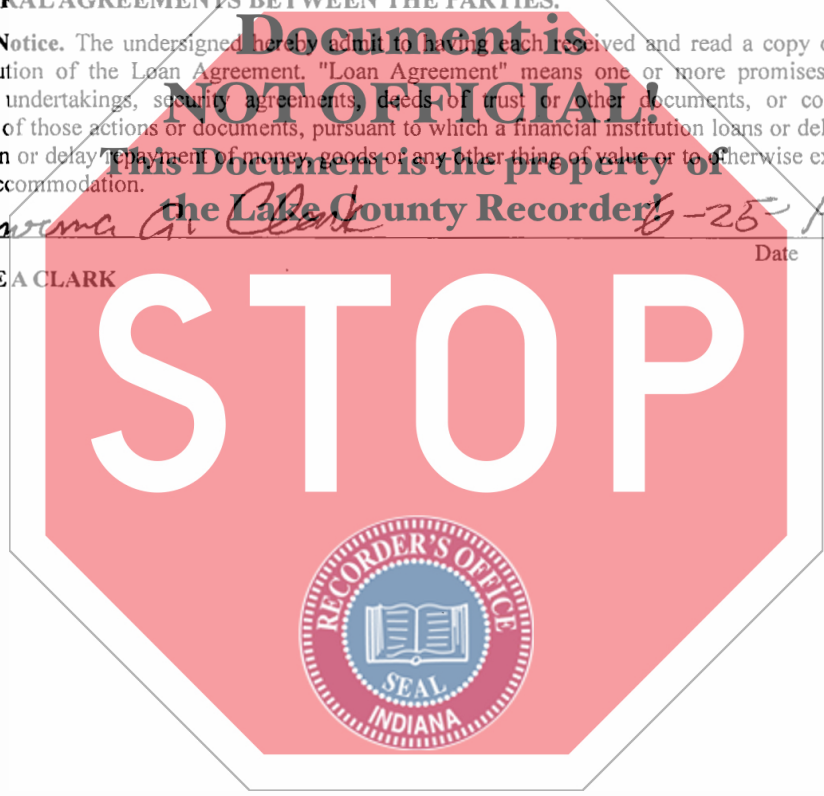 RAL AGREEMENTS BETWEEN THE PARTIES.
Document is
Notice. The undersigned hereby admit to having each received and read a copy
ution of the Loan Agreement. "Loan Agreement" means one or more promises
NOT OFFICIAL!
undertakings, security agreements, deeds of trust or other documents, or co
of those actions or documents, pursuant to which a financial institution loans or del
This Document is the property of
n or delay repayment of money, goods or any other thing of value or to otherwise ex
ccommodation.
the Lake County Recorder!
A. Clark 6-25
Date
E A CLARK
STOP
RECORDER'S OFFICE
SEAL
INDIANA